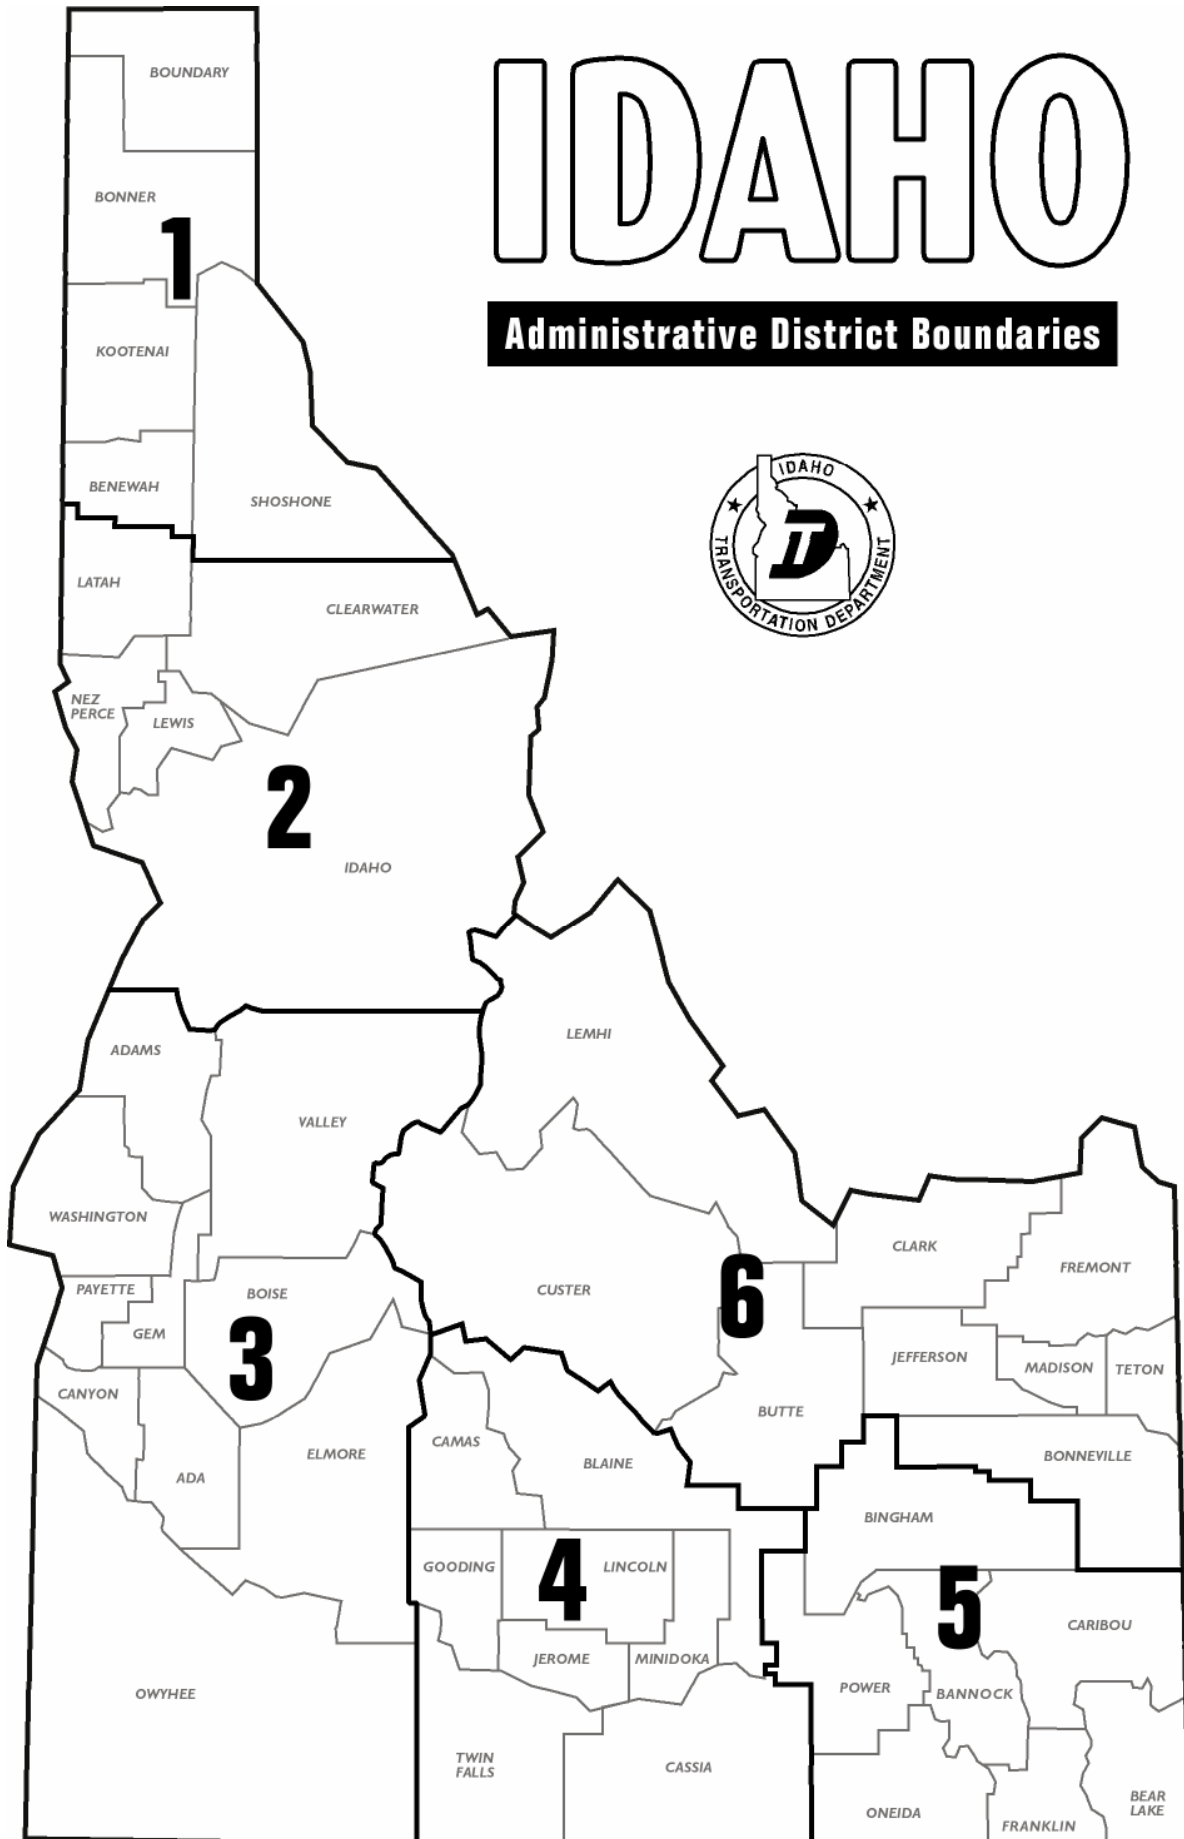 IDAHO
Administrative District Boundaries
IDAHO
TRANSPORTATION DEPARTMENT
IT
BOUNDARY
BONNER
1
KOOTENAI
BENEWAH
SHOSHONE
LATAH
CLEARWATER
NEZ
PERCE
LEWIS
2
IDAHO
LEMHI
ADAMS
VALLEY
WASHINGTON
CLARK
FREMONT
PAYETTE
BOISE
CUSTER
6
GEM
3
JEFFERSON
MADISON
TETON
CANYON
BUTTE
CAMAS
ELMORE
BLAINE
BONNEVILLE
ADA
BINGHAM
GOODING
4
LINCOLN
5
CARIBOU
JEROME
MINIDOKA
POWER
BANNOCK
OWYHEE
TWIN
FALLS
CASSIA
BEAR
LAKE
ONEIDA
FRANKLIN